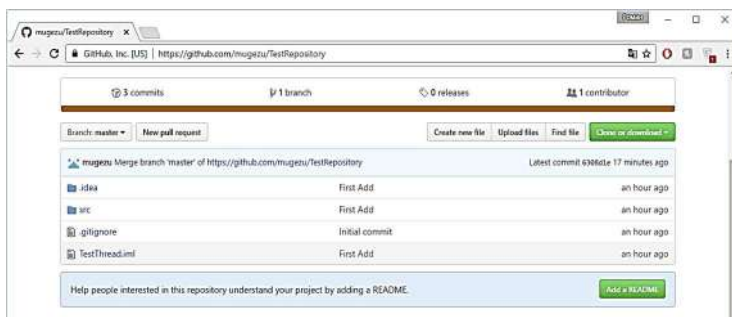 mugezu/TestRepository
GitHub, Inc. [US] | https://github.com/mugezu/TestRepository
3 commits
1 branch
0 releases
1 contributor
Branch: master
New pull request
Create new file
Upload files
Find file
Clone or download
mugezu Merge branch 'master' of https://github.com/mugezu/TestRepository
Latest commit 17 minutes ago
.idea
First Add
an hour ago
src
First Add
an hour ago
.gitignore
Initial commit
an hour ago
TestThread.iml
First Add
an hour ago
Help people interested in this repository understand your project by adding a README.
Add a README